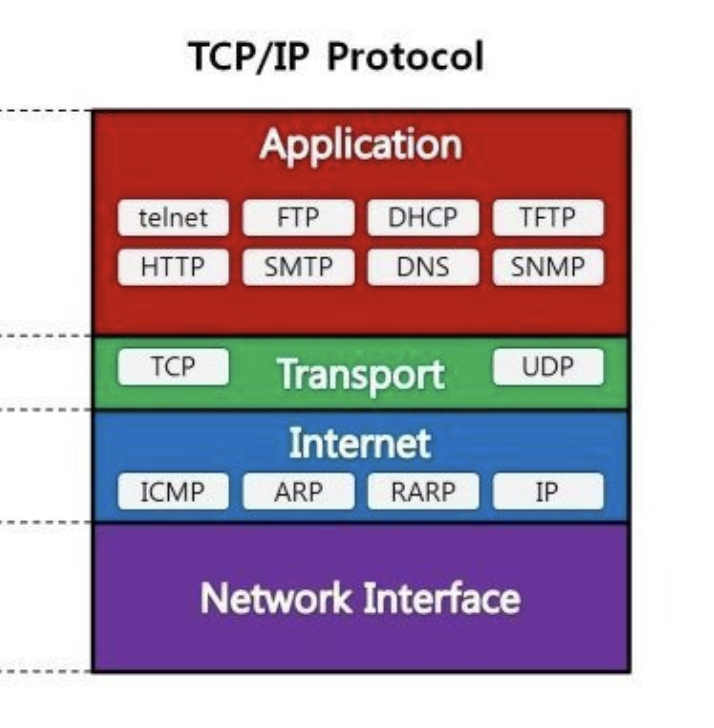 TCP/IP Protocol
Application
telnet FTP DHCP TFTP
HTTP SMTP DNS SNMP
TCP Transport UDP
Internet
ICMP ARP RARP IP
Network Interface